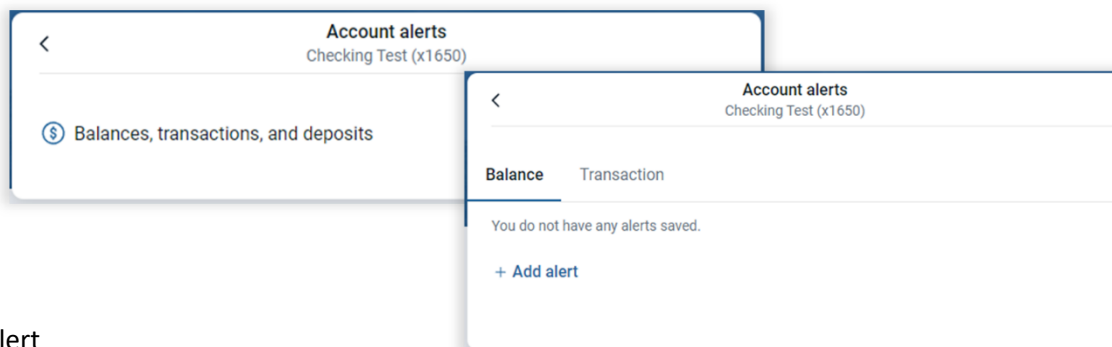 Account alerts
Checking Test (x1650)
Balances, transactions, and deposits
Account alerts
Checking Test (x1650)
Balance Transaction
You do not have any alerts saved.
+ Add alert
lert